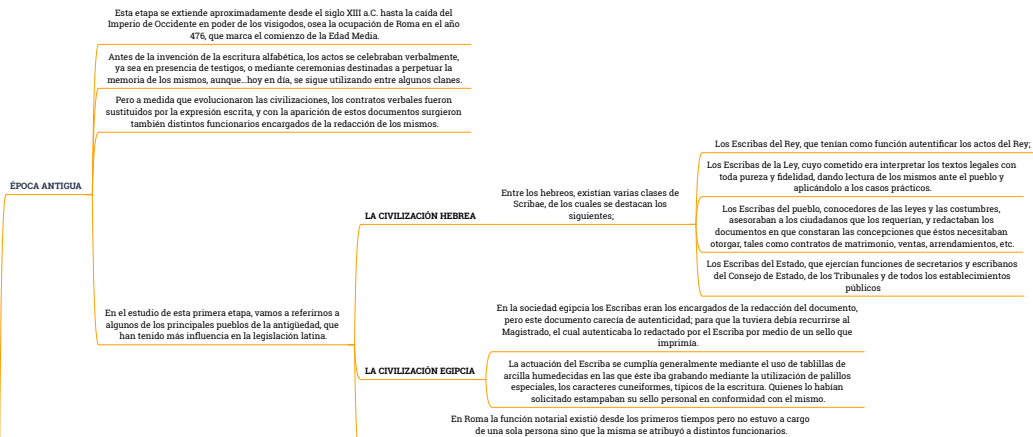 Esta etapa se extiende aproximadamente desde el siglo XIII a.C. hasta la caída del
Imperio de Occidente en poder de los visigodos, osea la ocupación de Roma en el año
476, que marca el comienzo de la Edad Media.
Antes de la invención de la escritura alfabética, los actos se celebraban verbalmente,
ya sea en presencia de testigos, o mediante ceremonias destinadas a perpetuar la
memoria de los mismos, aunque...hoy en día, se sigue utilizando entre algunos clanes.
Pero a medida que evolucionaron las civilizaciones, los contratos verbales fueron
sustituidos por la expresión escrita, y con la aparición de estos documentos surgieron
también distintos funcionarios encargados de la redacción de los mismos.
ÉPOCA ANTIGUA
En el estudio de esta primera etapa, vamos a referirnos a
algunos de los principales pueblos de la antigüedad, que
han tenido más influencia en la legislación latina.
LA CIVILIZACIÓN HEBREA
Entre los hebreos, existían varias clases de
Scribae, de los cuales se destacan los
siguientes;
Los Escribas del Rey, que tenían como función autentificar los actos del Rey;
Los Escribas de la Ley, cuyo cometido era interpretar los textos legales con
toda pureza y fidelidad, dando lectura de los mismos ante el pueblo y
aplicándolo a los casos prácticos.
Los Escribas del pueblo, conocedores de las leyes y las costumbres,
asesoraban a los ciudadanos que los requerían, y redactaban los
documentos en que constaran las concepciones que éstos necesitaban
otorgar, tales como contratos de matrimonio, ventas, arrendamientos, etc.
Los Escribas del Estado, que ejercían funciones de secretarios y escribanos
del Consejo de Estado, de los Tribunales y de todos los establecimientos
públicos
LA CIVILIZACIÓN EGIPCIA
En la sociedad egipcia los Escribas eran los encargados de la redacción del documento,
pero este documento carecía de autenticidad; para que la tuviera debía recurrirse al
Magistrado, el cual autenticaba lo redactado por el Escriba por medio de un sello que
imprimía.
La actuación del Escriba se cumplía generalmente mediante el uso de tablillas de
arcilla humedecidas en las que éste iba grabando mediante la utilización de palillos
especiales, los caracteres cuneiformes, típicos de la escritura. Quienes lo habían
solicitado estampaban su sello personal en conformidad con el mismo.
En Roma la función notarial existió desde los primeros tiempos pero no estuvo a cargo
de una sola persona sino que la misma se atribuyó a distintos funcionarios.